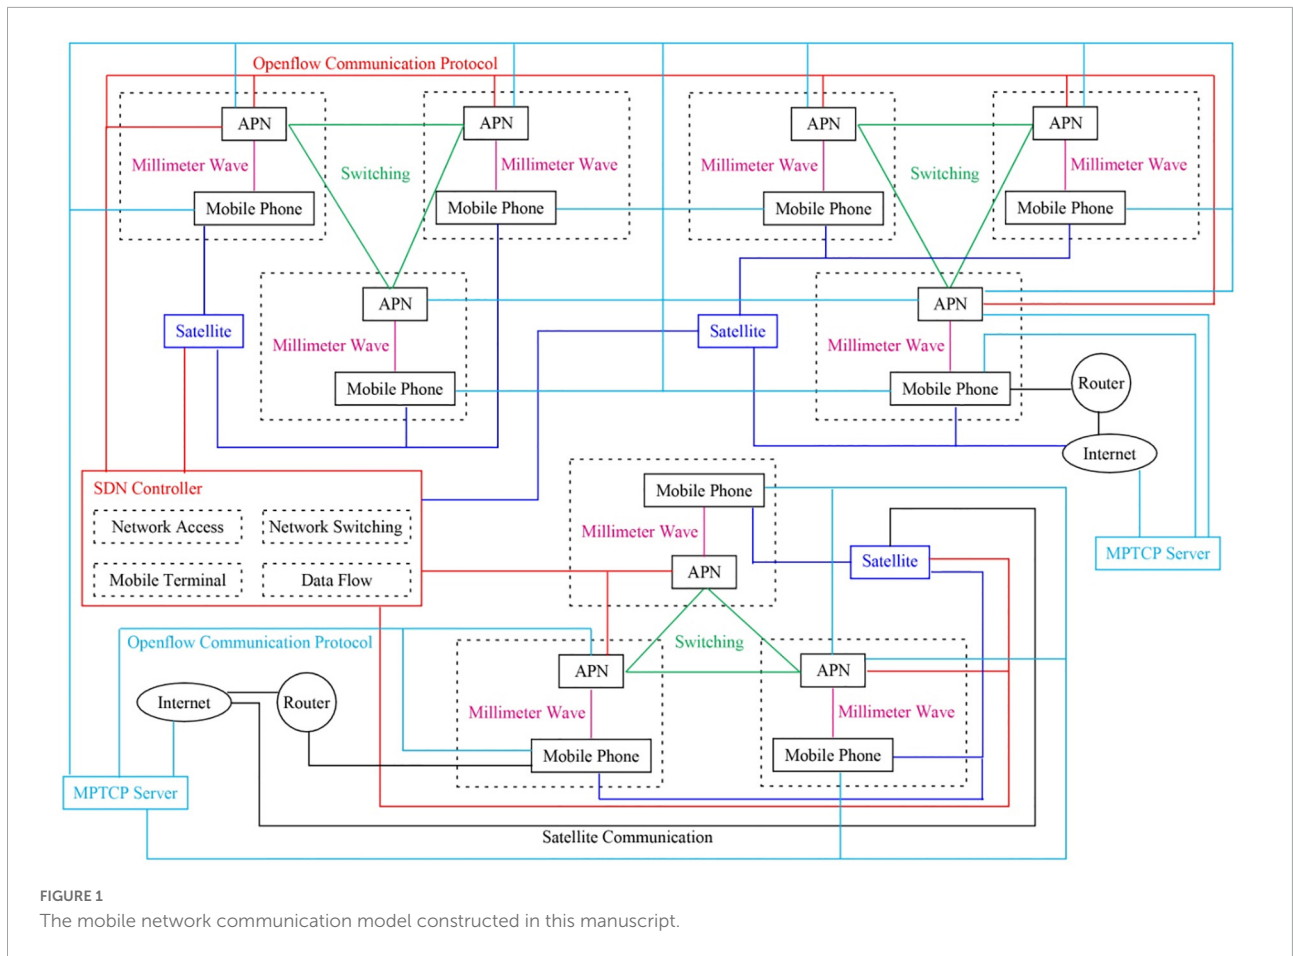 Openflow Communication Protocol
APN
APN
APN
APN
Millimeter Wave
Switching
Millimeter Wave
Millimeter Wave
Switching
Millimeter Wave
Mobile Phone
Mobile Phone
Mobile Phone
Mobile Phone
APN
APN
Satellite
Millimeter Wave
Satellite
Millimeter Wave
Mobile Phone
Mobile Phone
Router
Internet
SDN Controller
Network Access
Network Switching
Mobile Terminal
Data Flow
Mobile Phone
Millimeter Wave
APN
Satellite
MPTCP Server
Openflow Communication Protocol
Switching
APN
APN
Internet
Router
Millimeter Wave
Millimeter Wave
Mobile Phone
Mobile Phone
MPTCP Server
Satellite Communication
FIGURE 1
The mobile network communication model constructed in this manuscript.